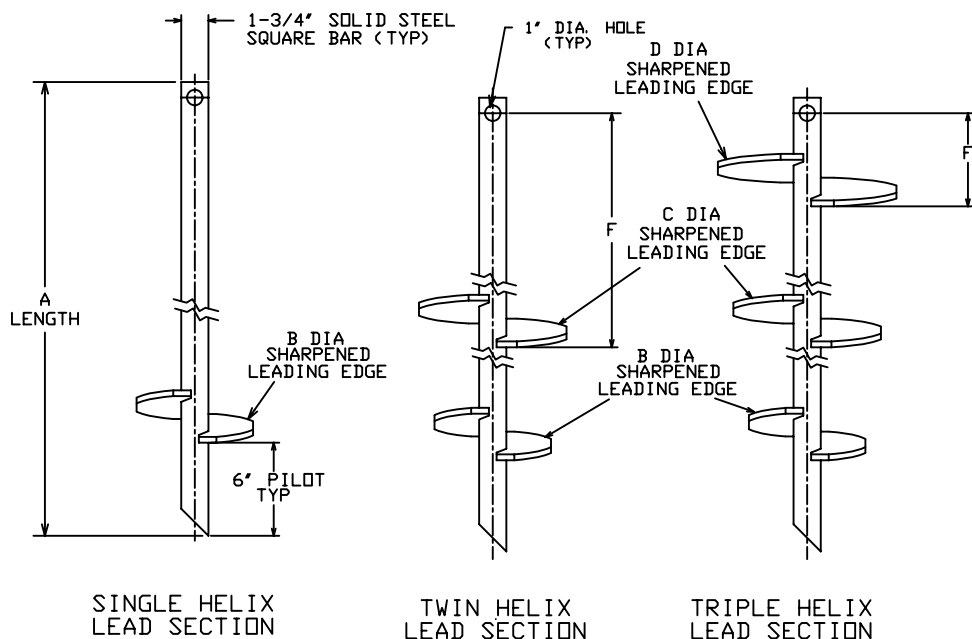 1-3/4" SOLID STEEL
SQUARE BAR (TYP)
1" DIA. HOLE
(TYP)
D DIA
SHARPENED
LEADING EDGE
F
C DIA
SHARPENED
LEADING EDGE
F
A
LENGTH
B DIA
SHARPENED
LEADING EDGE
B DIA
SHARPENED
LEADING EDGE
6" PILOT
TYP
SINGLE HELIX
LEAD SECTION
TWIN HELIX
LEAD SECTION
TRIPLE HELIX
LEAD SECTION